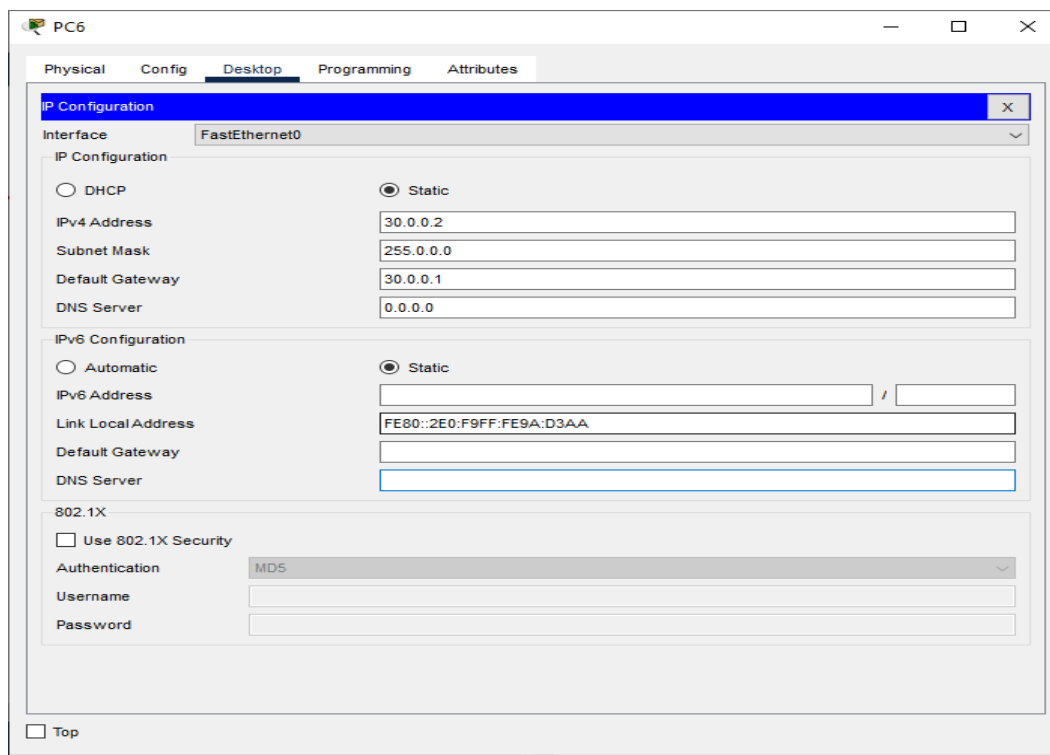 PC6
Physical Config Desktop Programming Attributes
IP Configuration X
Interface FastEthernet0
IP Configuration
DHCP Static
IPv4 Address 30.0.0.2
Subnet Mask 255.0.0.0
Default Gateway 30.0.0.1
DNS Server 0.0.0.0
IPv6 Configuration
Automatic Static
IPv6 Address /
Link Local Address FE80::2E0:F9FF:FE9A:D3AA
Default Gateway
DNS Server
802.1X
Use 802.1X Security
Authentication MD5
Username
Password
Top